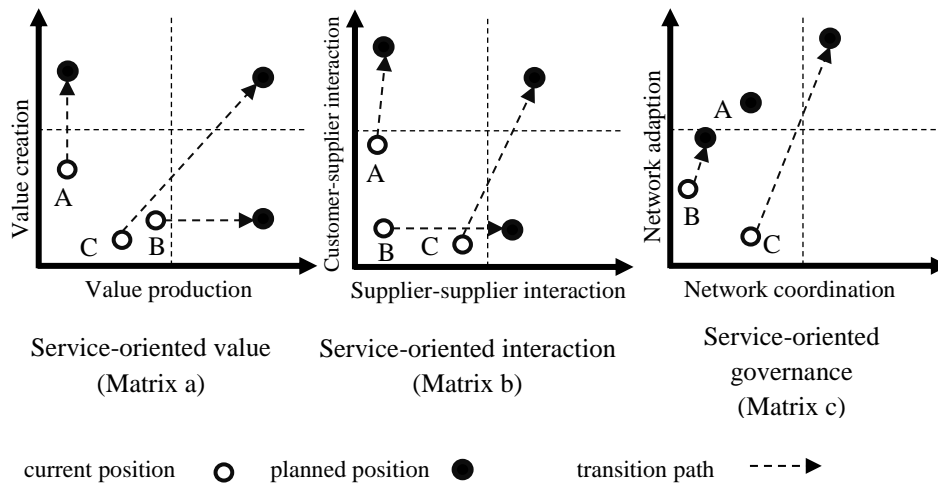 Value creation
A
C
B
Value production
Customer-supplier interaction
A
B
C
Supplier-supplier interaction
Network adaption
A
B
C
Network coordination
Service-oriented value
(Matrix a)
Service-oriented interaction
(Matrix b)
Service-oriented
governance
(Matrix c)
current position
planned position
transition path